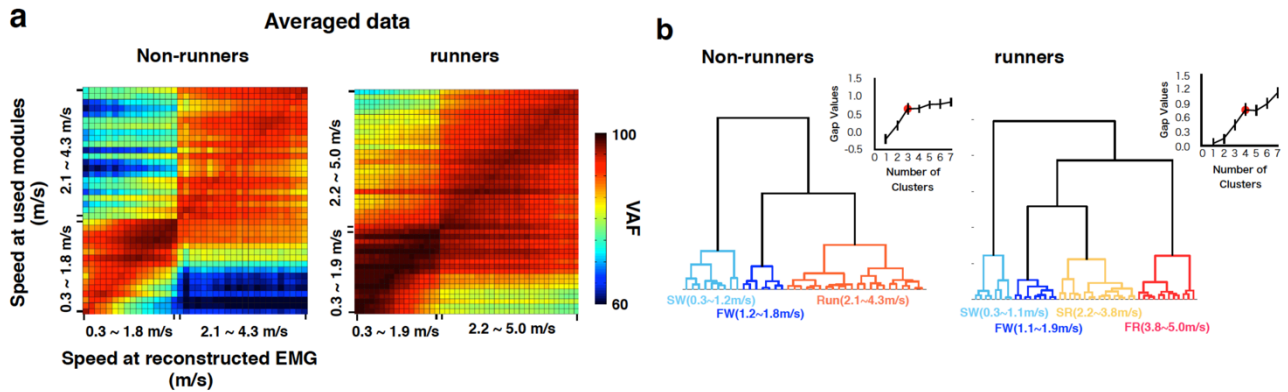 a
Averaged data
Non-runners
runners
Speed at used modules
(m/s)
2.1 ~ 4.3 m/s
0.3 ~ 1.8 m/s
0.3 ~ 1.8 m/s
2.1 ~ 4.3 m/s
Speed at reconstructed EMG
(m/s)
2.2 ~ 5.0 m/s
0.3 ~ 1.9 m/s
0.3 ~ 1.9 m/s
2.2 ~ 5.0 m/s
100
VAF
60
b
Non-runners
Gap Values
1.5
1.0
0.5
0.0
-0.5
0 1 2 3 4 5 6 7
Number of
Clusters
SW(0.3~1.2m/s)
FW(1.2~1.8m/s)
Run(2.1~4.3m/s)
runners
Gap Values
1.5
1.2
0.9
0.6
0.3
0.0
0 1 2 3 4 5 6 7
Number of
Clusters
SW(0.3~1.1m/s)
FW(1.1~1.9m/s)
SR(2.2~3.8m/s)
FR(3.8~5.0m/s)